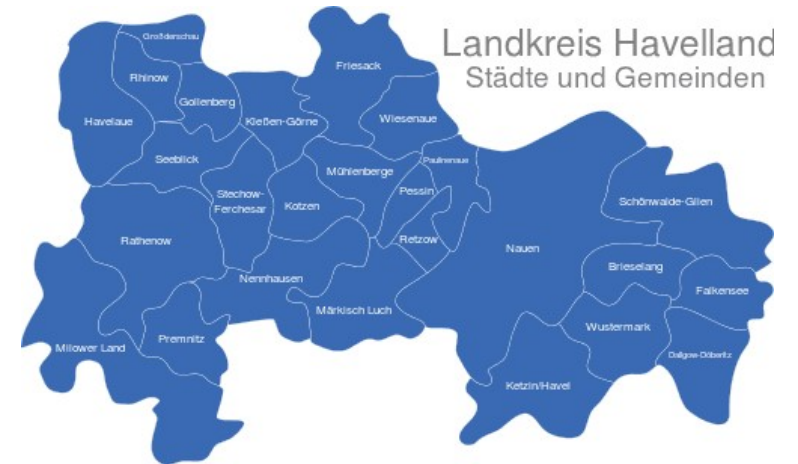 Landkreis Havelland
Städte und Gemeinden
Großderschau
Friesack
Rhinow
Gollenberg
Havelaue
Kleßen-Görne
Wiesenaue
Seeblick
Mühlenberge
Paulinenaue
Stechow-
Ferchesar
Pessin
Kotzen
Schönwalde-Glien
Rathenow
Retzow
Nauen
Nennhausen
Brieselang
Falkensee
Märkisch Luch
Wustermark
Milower Land
Premnitz
Dallgow-Döberitz
Ketzin/Havel